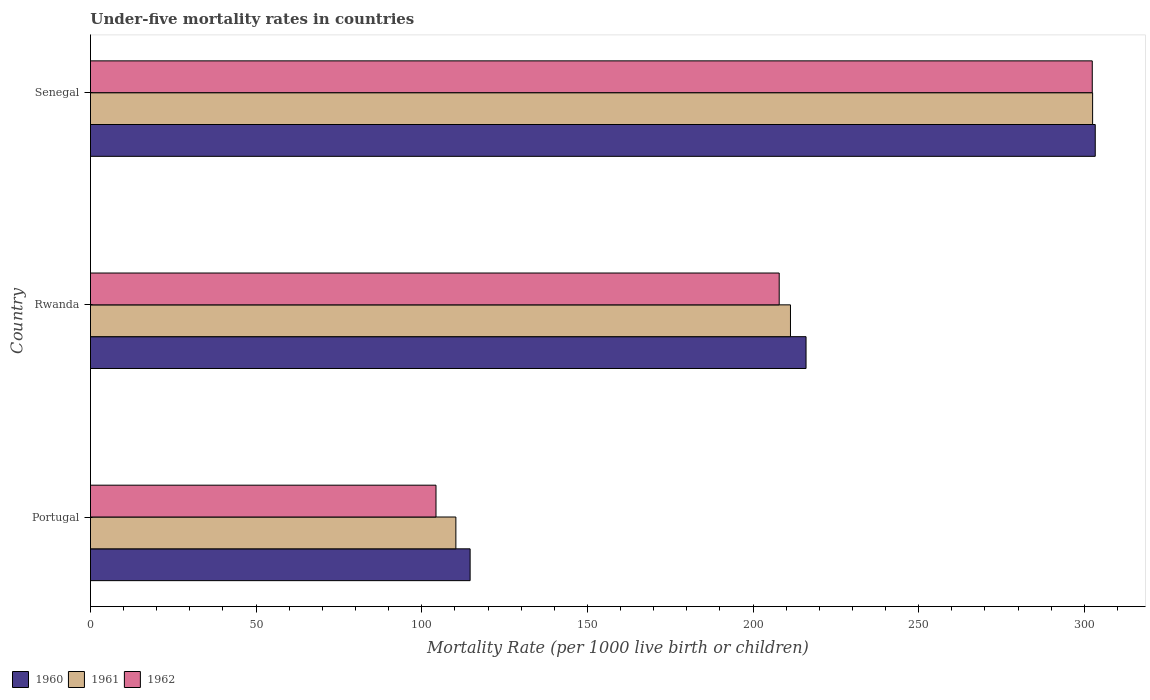 Under-five mortality rates in countries
Senegal
Rwanda
Portugal
Country
0 50 100 150 200 250 300
Mortality Rate (per 1000 live birth or children)
1960 1961 1962